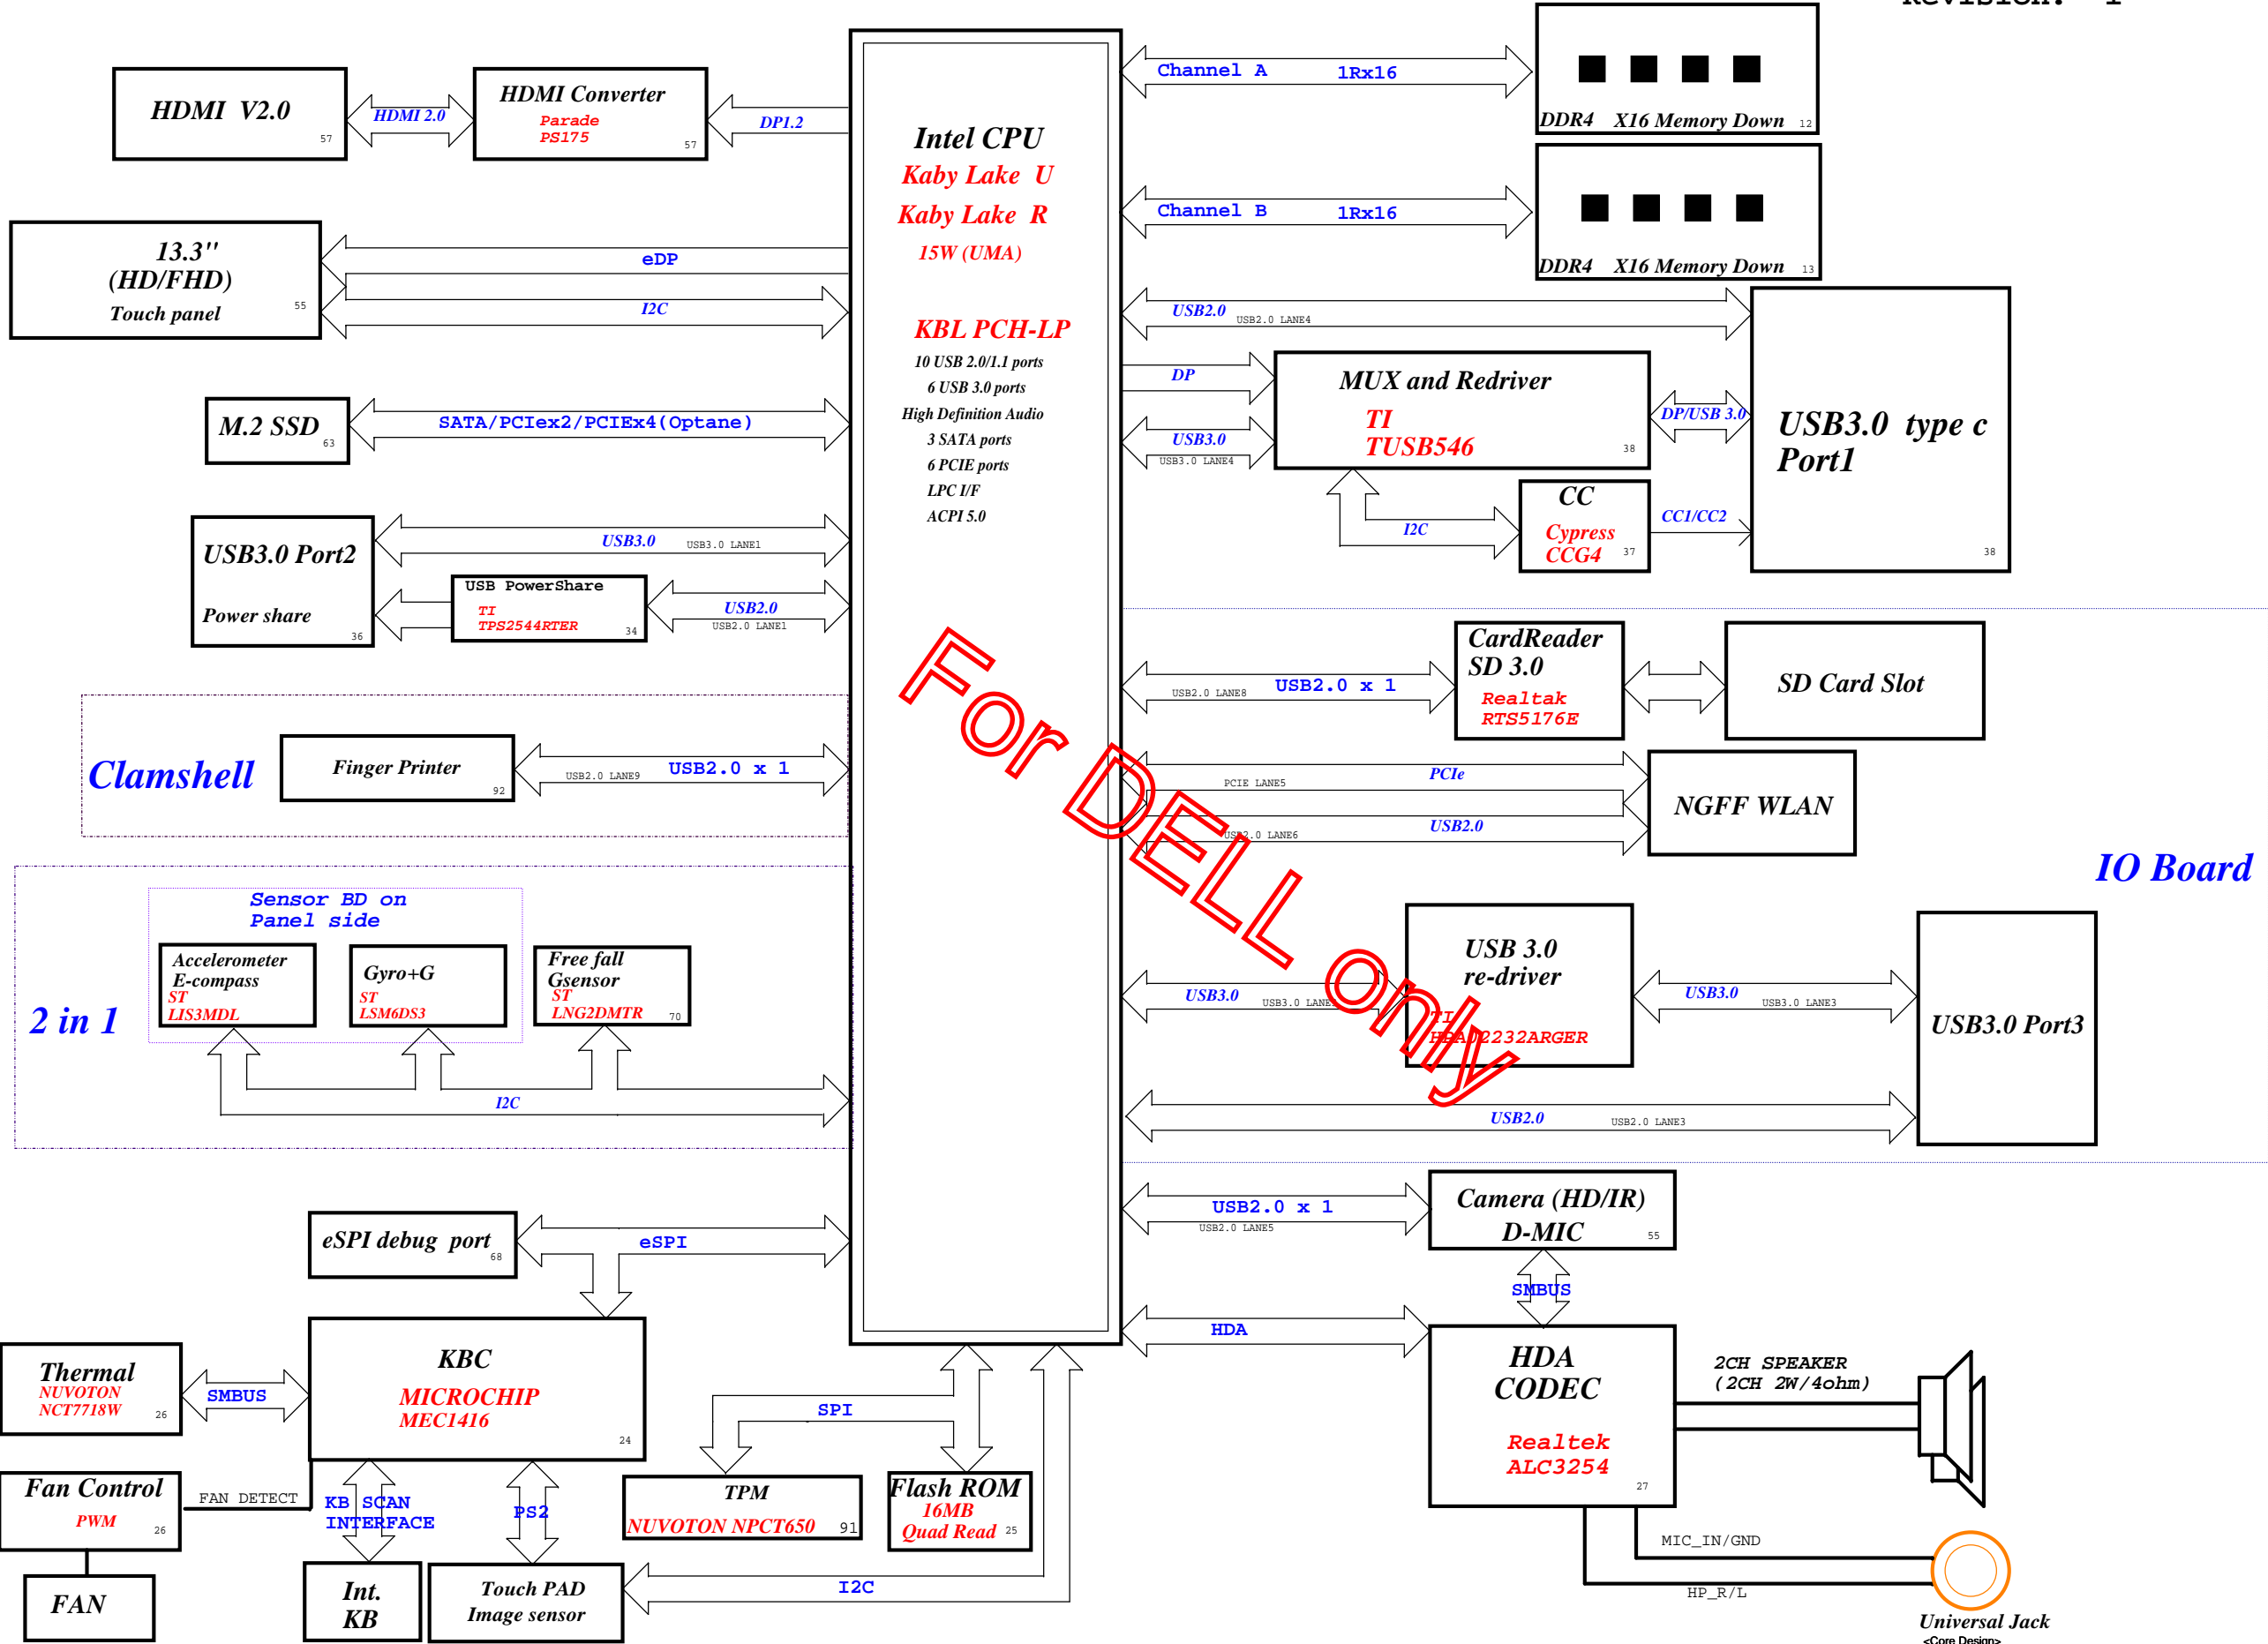 Revision: 1
HDMI V2.0
57
HDMI 2.0
HDMI Converter
Parade
PS175
57
DP1.2
13.3"
(HD/FHD)
Touch panel
55
eDP
I2C
M.2 SSD
63
SATA/PCIex2/PCIEx4(Optane)
USB3.0 Port2
Power share
36
USB3.0 USB3.0 LANE1
USB PowerShare
TI
TPS2544RTER
34
USB2.0
USB2.0 LANE1
Clamshell
Finger Printer
92
USB2.0 LANE9 USB2.0 x 1
2 in 1
Sensor BD on
Panel side
Accelerometer
E-compass
ST
LIS3MDL
Gyro+G
ST
LSM6DS3
Free fall
Gsensor
ST
LNG2DMTR
70
I2C
eSPI debug port
68
eSPI
KBC
MICROCHIP
MEC1416
24
Thermal
NUVOTON
NCT7718W
26
SMBUS
Fan Control
PWM
26
FAN DETECT
FAN
KB SCAN
INTERFACE
Int.
KB
PS2
Touch PAD
Image sensor
I2C
TPM
NUVOTON NPCT650
91
SPI
Flash ROM
16MB
Quad Read
25
Intel CPU
Kaby Lake U
Kaby Lake R
15W (UMA)
KBL PCH-LP
10 USB 2.0/1.1 ports
6 USB 3.0 ports
High Definition Audio
3 SATA ports
6 PCIE ports
LPC I/F
ACPI 5.0
For DELL only
Channel A 1Rx16
DDR4 X16 Memory Down
12
Channel B 1Rx16
DDR4 X16 Memory Down
13
USB2.0
USB2.0 LANE4
DP
USB3.0
USB3.0 LANE4
MUX and Redriver
TI
TUSB546
38
DP/USB 3.0
USB3.0 type c
Port1
38
I2C
CC
Cypress
CCG4
37
CC1/CC2
IO Board
USB2.0 LANE8 USB2.0 x 1
CardReader
SD 3.0
Realtak
RTS5176E
SD Card Slot
PCIe
PCIE LANE5
USB2.0
USB2.0 LANE6
NGFF WLAN
USB3.0
USB3.0
USB 3.0
re-driver
TI
USB3.0 USB3.0 LANE3
USB3.0 Port3
USB2.0 USB2.0 LANE3
USB2.0 x 1
USB2.0 LANE5
Camera (HD/IR)
D-MIC
55
SMBUS
HDA
HDA
CODEC
Realtek
ALC3254
27
2CH SPEAKER
(2CH 2W/4ohm)
MIC_IN/GND
HP_R/L
Universal Jack
<Core Design>